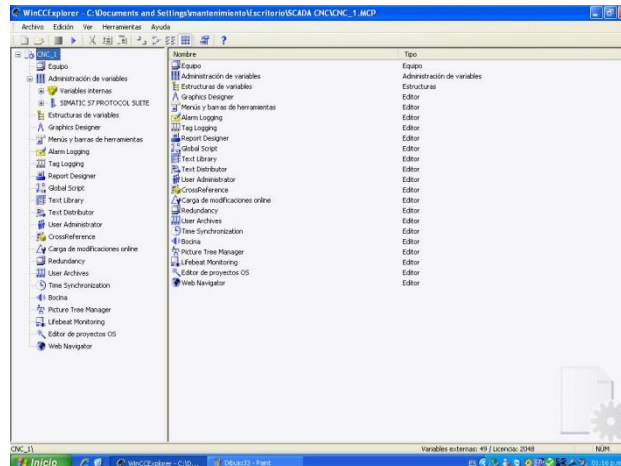 WinCCExplorer - C:\Documents and Settings\mantenimiento\Escritorio\SCADA CNC\CNC_1.MCP
Archivo Edición Ver Herramientas Ayuda
CNC_1
Equipo
Administración de variables
Variables internas
SIMATIC S7 PROTOCOL SUITE
Estructuras de variables
Graphics Designer
Menús y barras de herramientas
Alarm Logging
Tag Logging
Report Designer
Global Script
Text Library
Text Distributor
User Administrator
CrossReference
Carga de modificaciones online
Redundancy
User Archives
Time Synchronization
Bocina
Picture Tree Manager
Lifebeat Monitoring
Editor de proyectos OS
Web Navigator
Nombre Tipo
Equipo Equipo
Administración de variables Administración de variables
Estructuras de variables Estructuras
Graphics Designer Editor
Menús y barras de herramientas Editor
Alarm Logging Editor
Tag Logging Editor
Report Designer Editor
Global Script Editor
Text Library Editor
Text Distributor Editor
User Administrator Editor
CrossReference Editor
Carga de modificaciones online Editor
Redundancy Editor
User Archives Editor
Time Synchronization Editor
Bocina Editor
Picture Tree Manager Editor
Lifebeat Monitoring Editor
Editor de proyectos OS Editor
Web Navigator Editor
CNC_1\ Variables externas: 49 / Licencia: 2048 NÚM
Inicio WinCCExplorer - C:\D... Dibujo33 - Paint ES